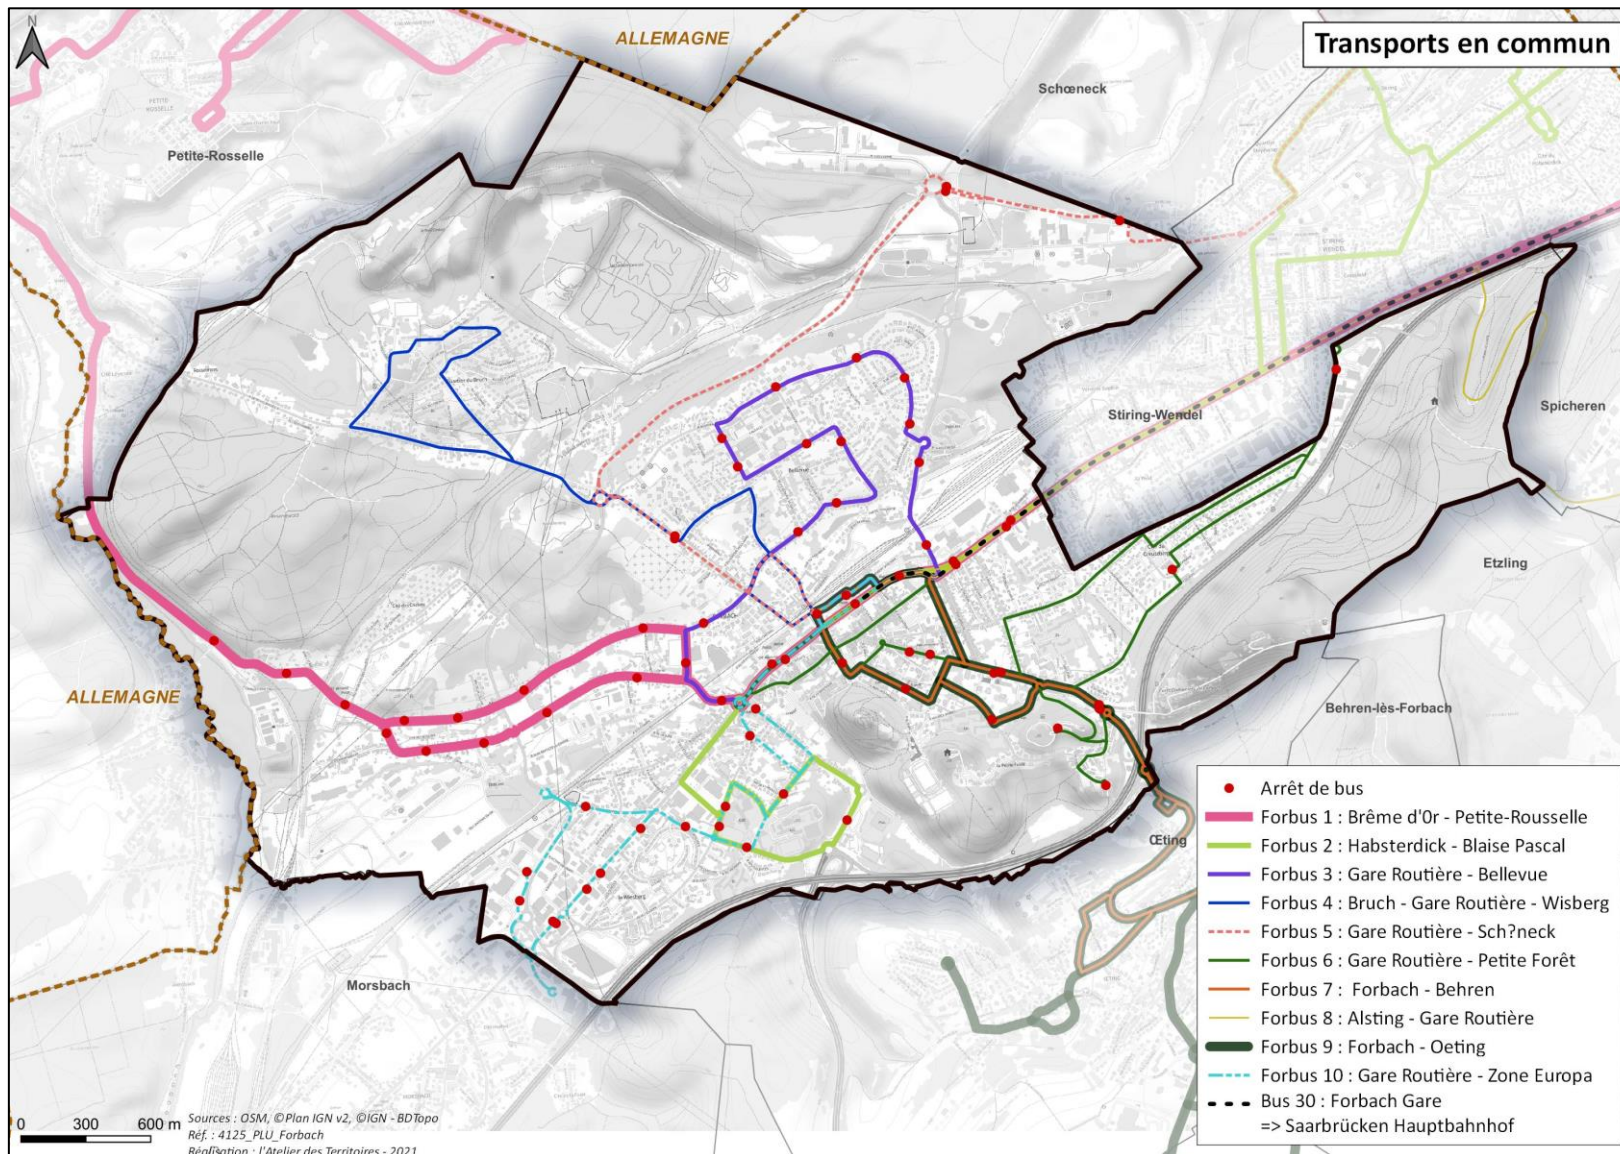 N
ALLEMAGNE
Transports en commun
Schœneck
Petite-Rosselle
Stiring-Wendel
Spicheren
Etzling
ALLEMAGNE
Behren-lès-Forbach
Œting
Morsbach
Arrêt de bus
Forbus 1 : Brême d'Or - Petite-Rousselle
Forbus 2 : Habsterdick - Blaise Pascal
Forbus 3 : Gare Routière - Bellevue
Forbus 4 : Bruch - Gare Routière - Wisberg
Forbus 5 : Gare Routière - Sch?neck
Forbus 6 : Gare Routière - Petite Forêt
Forbus 7 : Forbach - Behren
Forbus 8 : Alsting - Gare Routière
Forbus 9 : Forbach - Oeting
Forbus 10 : Gare Routière - Zone Europa
Bus 30 : Forbach Gare
=> Saarbrücken Hauptbahnhof
0 300 600 m
Sources : OSM, ©Plan IGN v2, ©IGN - BDTopo
Réf. : 4125_PLU_Forbach
Réalisation : L'Atelier des Territoires - 2021